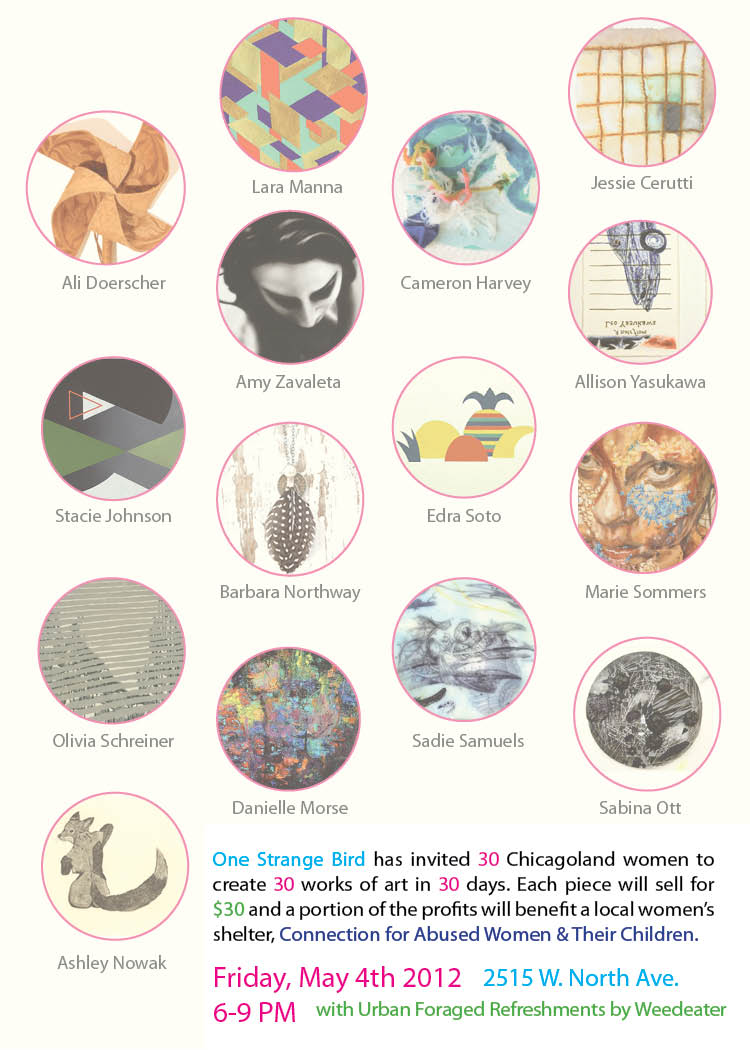 Lara Manna
Jessie Cerutti
Ali Doerscher
Cameron Harvey
Amy Zavaleta
Allison Yasukawa
Stacie Johnson
Edra Soto
Barbara Northway
Marie Sommers
Olivia Schreiner
Sadie Samuels
Danielle Morse
Sabina Ott
Ashley Nowak
One Strange Bird has invited 30 Chicagoland women to
create 30 works of art in 30 days. Each piece will sell for
$30 and a portion of the profits will benefit a local women's
shelter, Connection for Abused Women & Their Children.
Friday, May 4th 2012 2515 W. North Ave.
6-9 PM with Urban Foraged Refreshments by Weedeater